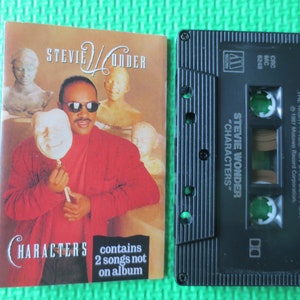 STEVIE WONDER
CHARACTERS
contains
2 songs not
on album
STEVIE WONDER
"CHARACTERS"